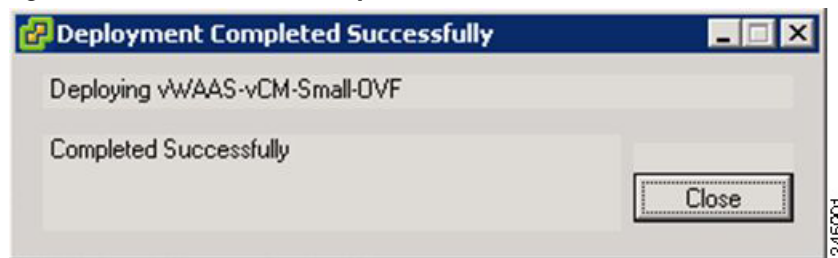 Deployment Completed Successfully
Deploying vWAAS-vCM-Small-OVF
Completed Successfully
Close